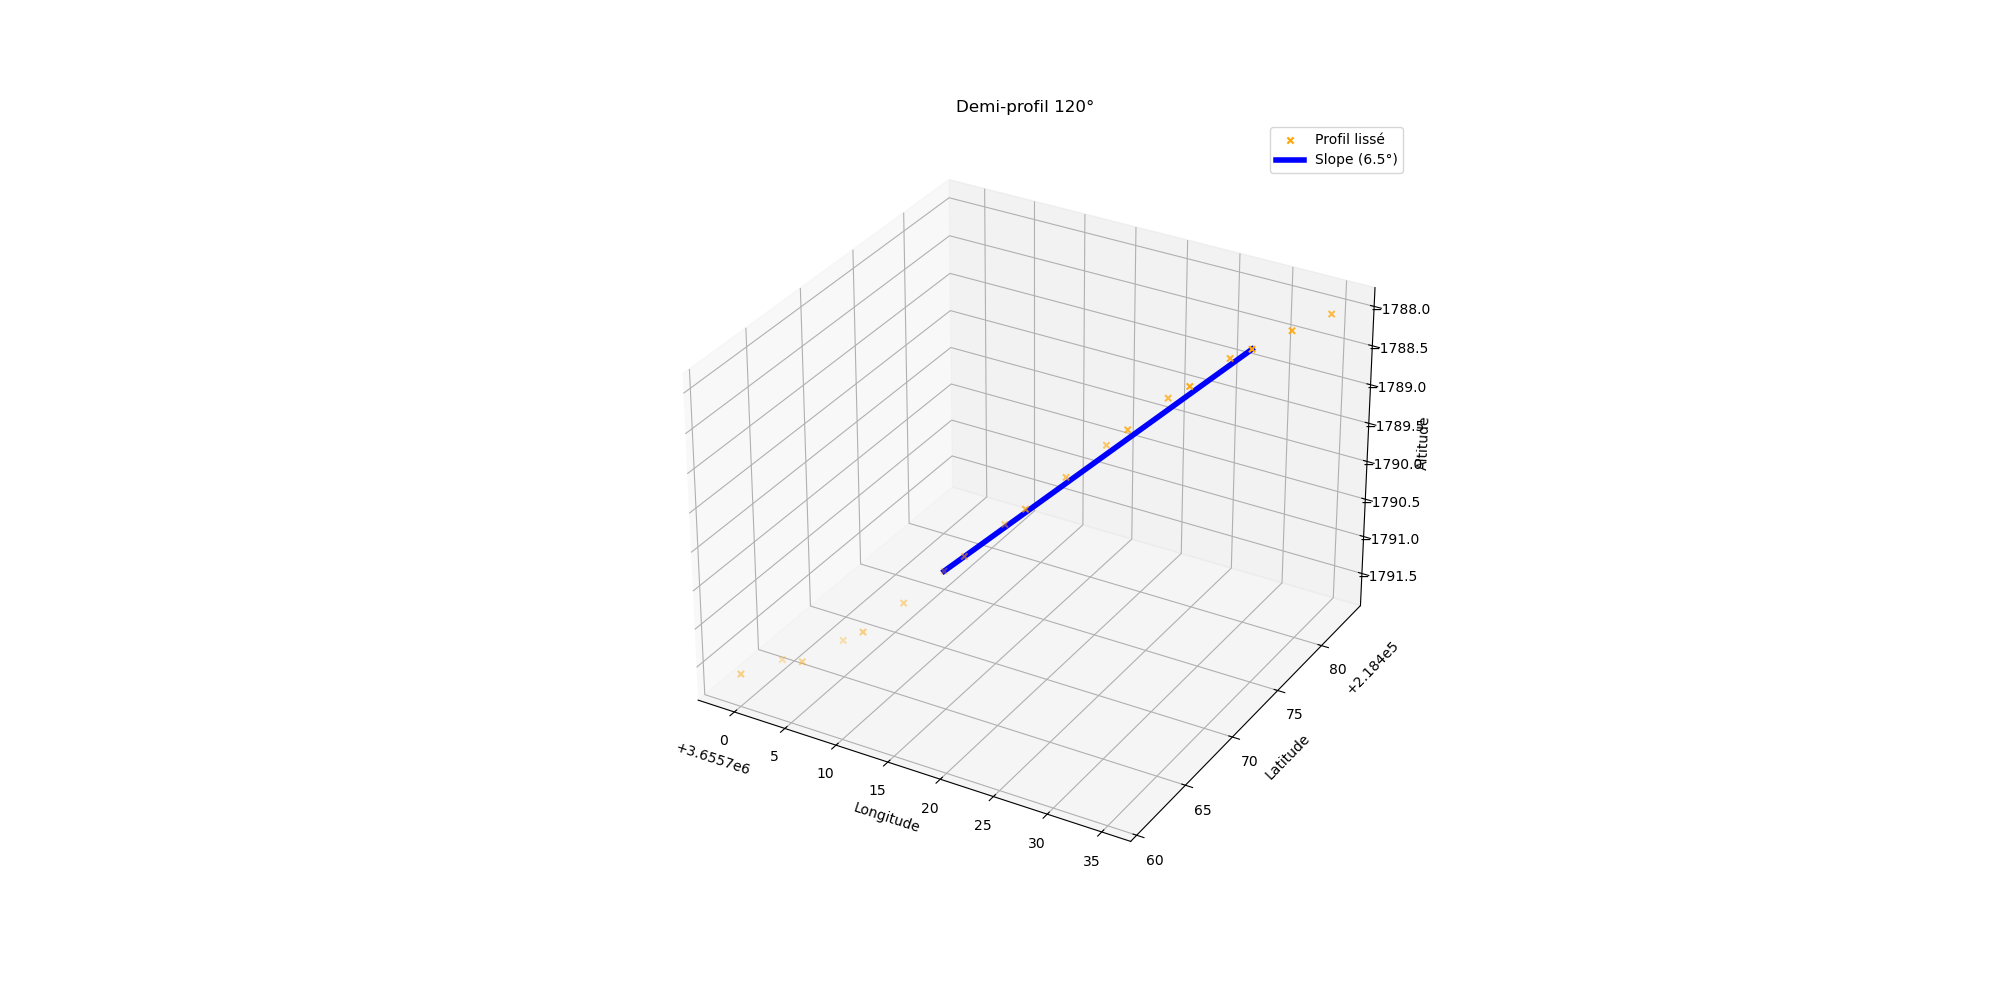 Demi-profil 120°
Profil lissé
Slope (6.5°)
−1788.0
−1788.5
−1789.0
−1789.5
−1790.0
−1790.5
−1791.0
−1791.5
Altitude
80
75
70
65
60
+2.184e5
Latitude
0
5
10
15
20
25
30
35
+3.6557e6
Longitude